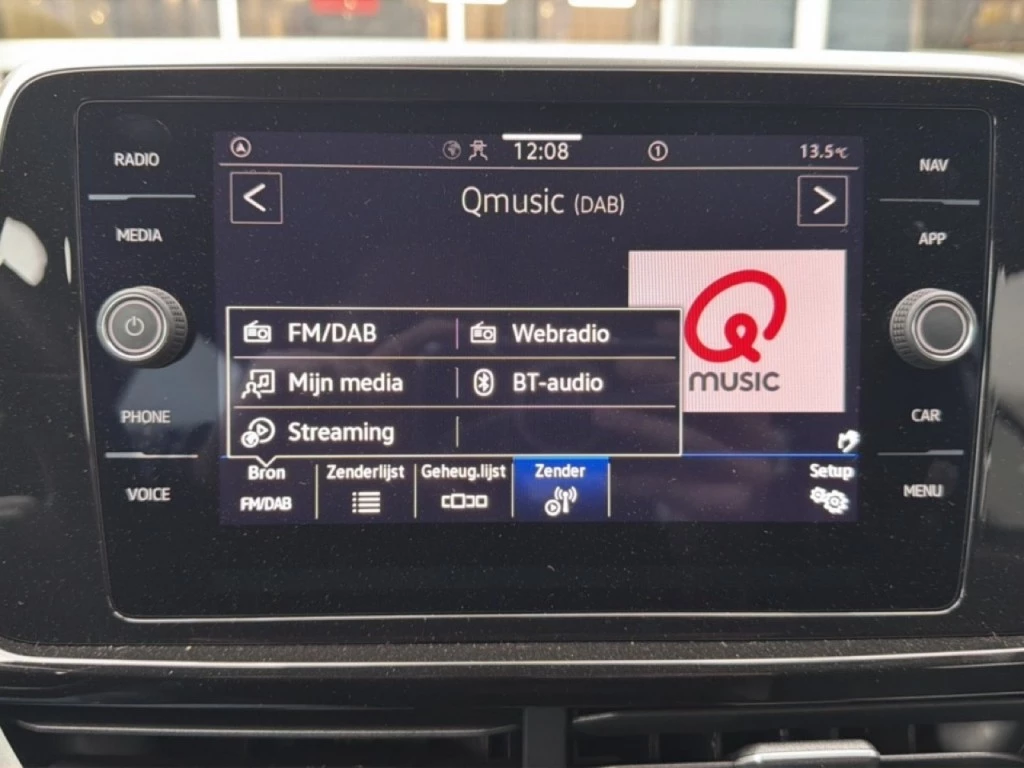 RADIO
MEDIA
PHONE
VOICE
12:08
1
13.5°C
<
Qmusic (DAB)
>
MUSIC
FM/DAB
Webradio
Mijn media
BT-audio
Streaming
Bron
FM/DAB
Zenderlijst
Geheug.lijst
Zender
Setup
NAV
APP
CAR
MENU